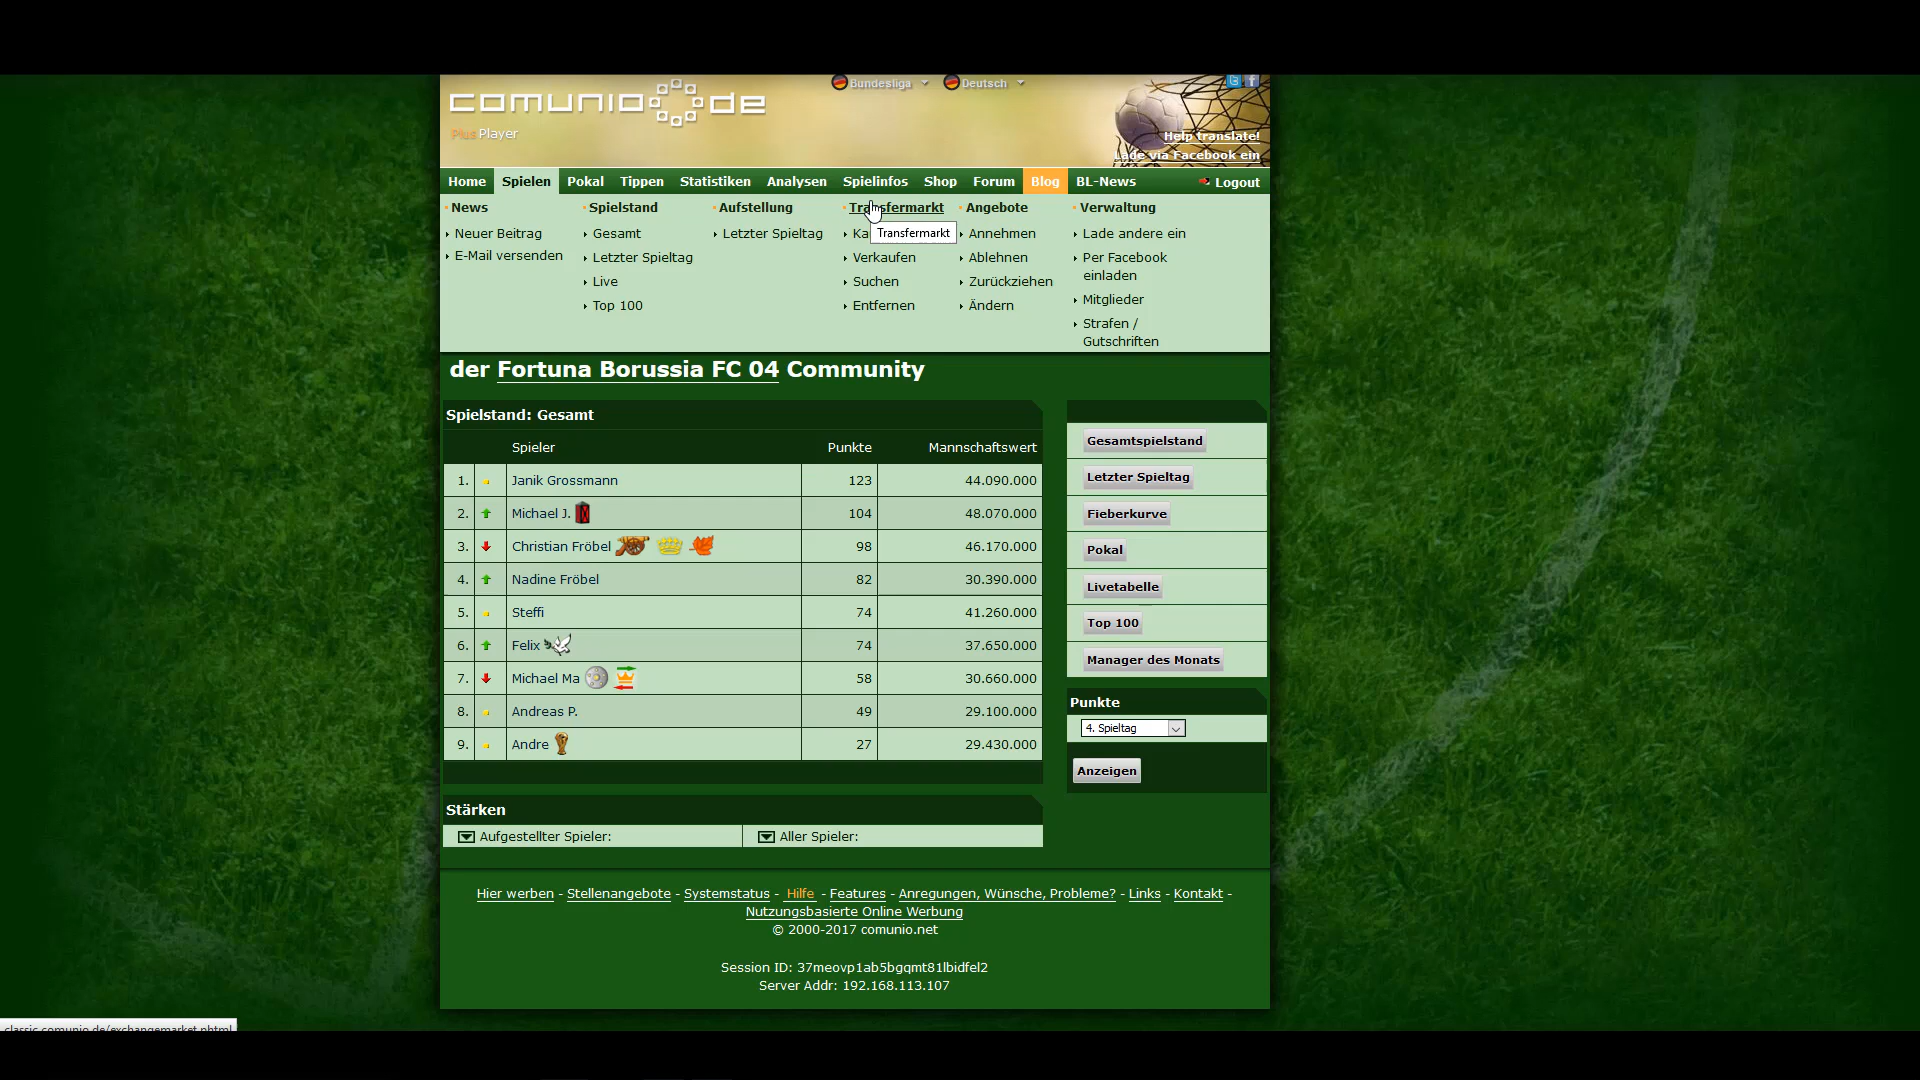 Bundesliga Deutsch
comunio de
Plus Player
Help translate!
Lade via Facebook ein
Home Spielen Pokal Tippen Statistiken Analysen Spielinfos Shop Forum Blog BL-News Logout
News Spielstand Aufstellung Transfermarkt Angebote Verwaltung
Neuer Beitrag Gesamt Letzter Spieltag Transfermarkt Annehmen Lade andere ein
E-Mail versenden Letzter Spieltag Verkaufen Ablehnen Per Facebook
einladen
Live Suchen Zurückziehen Mitglieder
Top 100 Entfernen Ändern Strafen /
Gutschriften
der Fortuna Borussia FC 04 Community
Spielstand: Gesamt
Spieler Punkte Mannschaftswert
1. Janik Grossmann 123 44.090.000
2. Michael J. 104 48.070.000
3. Christian Fröbel 98 46.170.000
4. Nadine Fröbel 82 30.390.000
5. Steffi 74 41.260.000
6. Felix 74 37.650.000
7. Michael Ma 58 30.660.000
8. Andreas P. 49 29.100.000
9. Andre 27 29.430.000
Gesamtspielstand
Letzter Spieltag
Fieberkurve
Pokal
Livetabelle
Top 100
Manager des Monats
Punkte
4. Spieltag
Anzeigen
Stärken
Aufgestellter Spieler: Aller Spieler:
Hier werben - Stellenangebote - Systemstatus - Hilfe - Features - Anregungen, Wünsche, Probleme? - Links - Kontakt -
Nutzungsbasierte Online Werbung
© 2000-2017 comunio.net
Session ID: 37meovp1ab5bgqmt81lbidfel2
Server Addr: 192.168.113.107
classic.comunio.de/exchangemarket.phtml